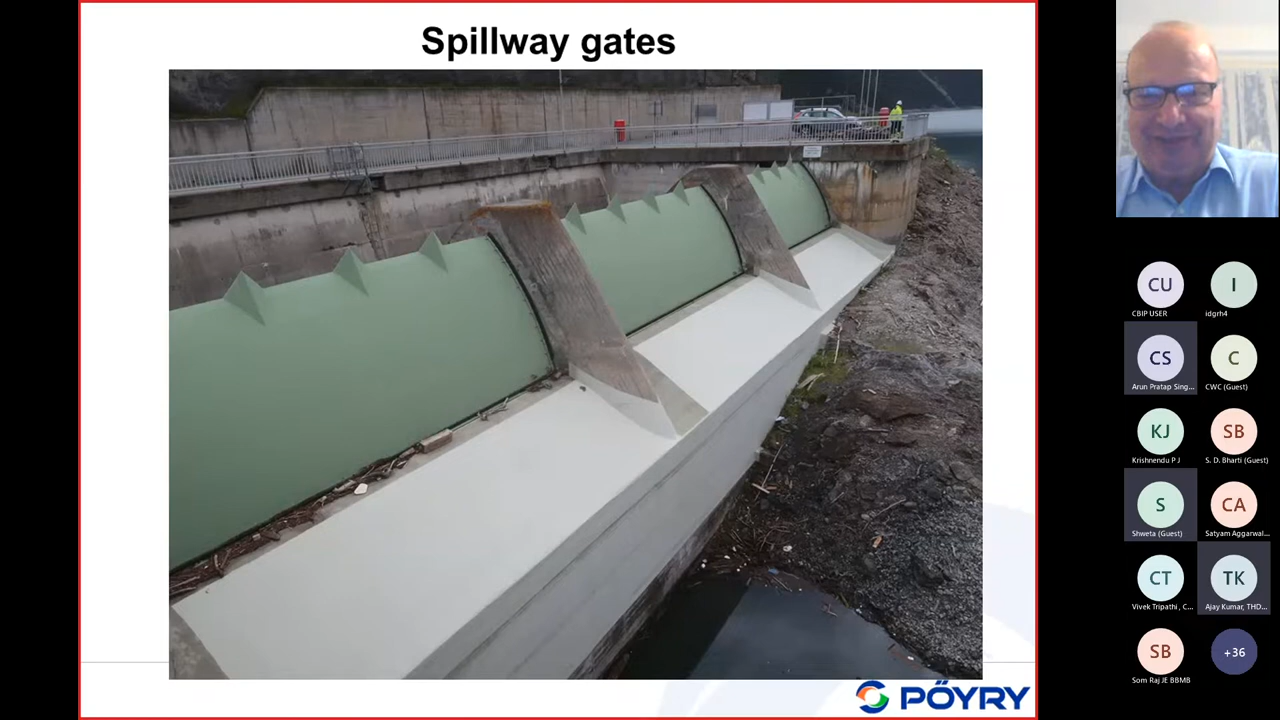 Spillway gates
PÖYRY
CU
CBIP USER
I
idgrh4
CS
Arun Pratap Sing...
C
CWC (Guest)
KJ
Krishnendu P J
SB
S. D. Bharti (Guest)
S
Shweta (Guest)
CA
Satyam Aggarwal...
CT
Vivek Tripathi , C...
TK
Ajay Kumar, THD...
SB
Som Raj JE BBMB
+36